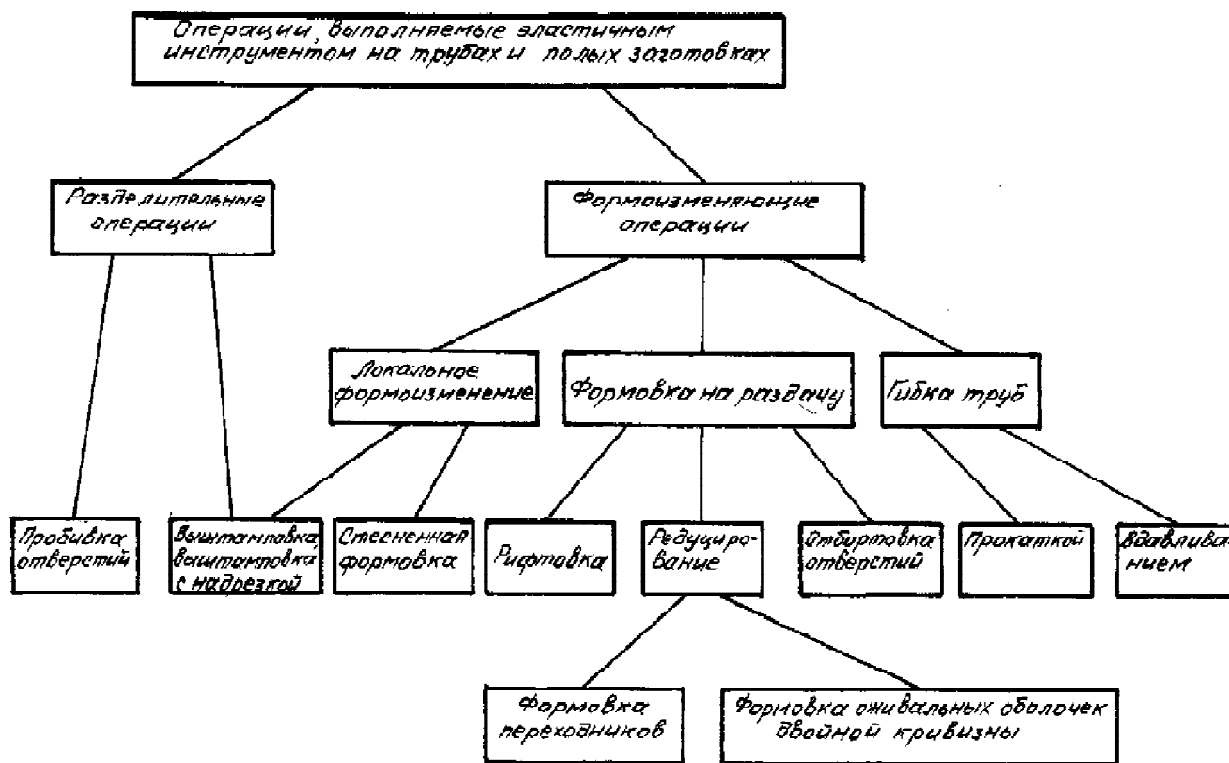 Операции, выполняемые эластичным
инструментом на трубах и полых заготовках
Разделительные
операции
Формоизменяющие
операции
Локальное
формоизменение
Формовка на раздачу
Гибка труб
Пробивка
отверстий
Выштамповка,
выштамповка
с надрезкой
Стесненная
формовка
Рифтовка
Редуциро-
вание
Отбортовка
отверстий
Прокаткой
Вдавлива-
нием
Формовка
переходников
Формовка оживальных оболочек
двойной кривизны